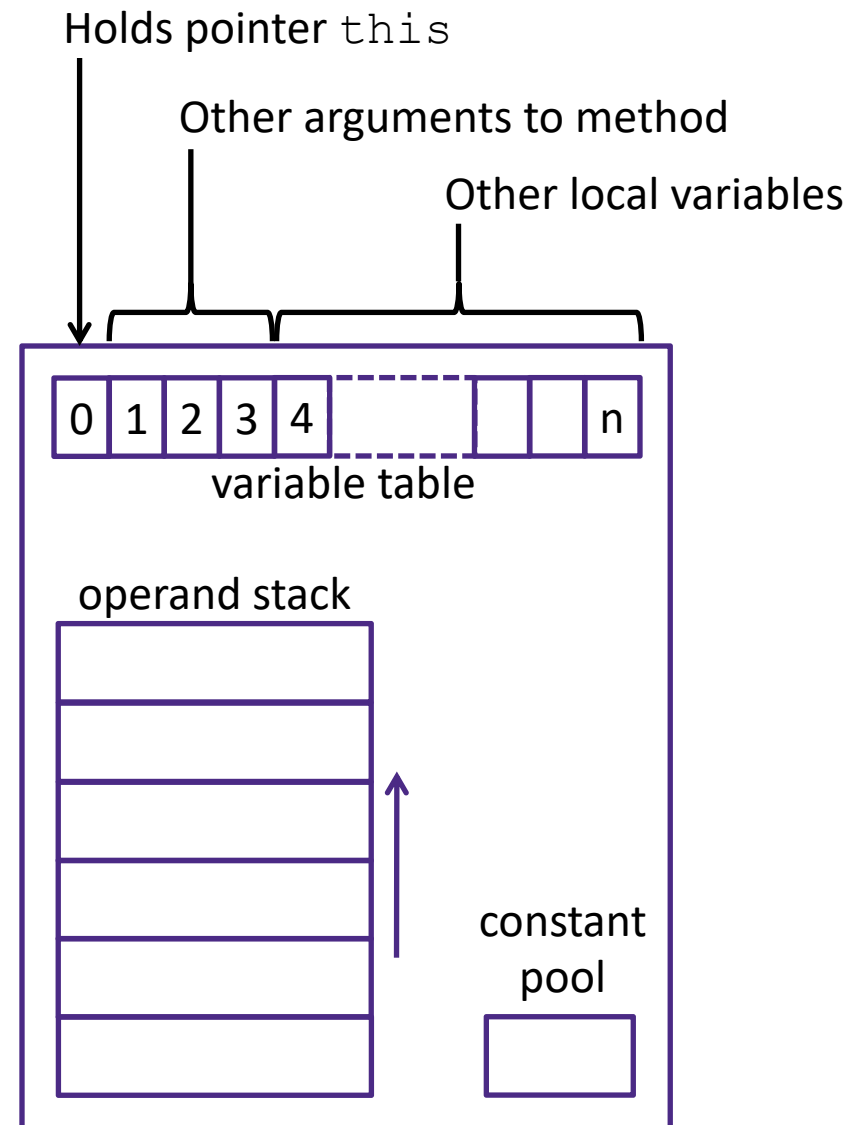 Holds pointer this
Other arguments to method
Other local variables
0 1 2 3 4 n
variable table
operand stack
constant
pool